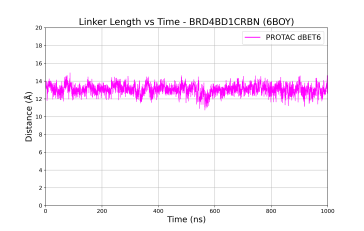 Linker Length vs Time - BRD4BD1CRBN (6BOY)
PROTAC dBET6
Distance (Å)
20
18
16
14
12
10
8
6
4
2
0
0 200 400 600 800 1000
Time (ns)